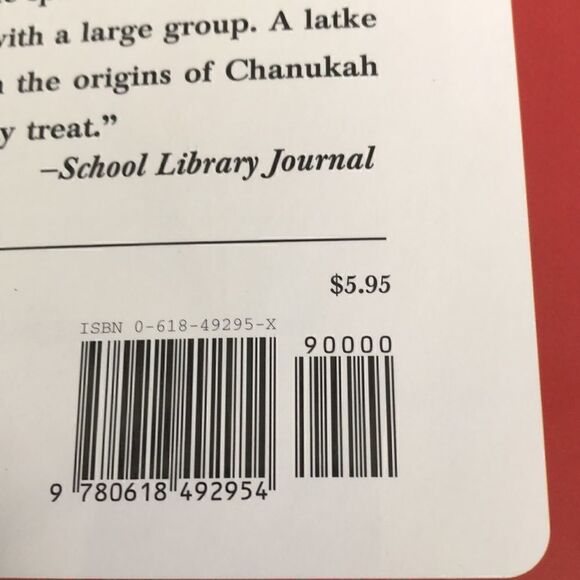 with a large group. A latke
the origins of Chanukah
treat.”
–School Library Journal
$5.95
ISBN 0-618-49295-X
90000
9 780618 492954